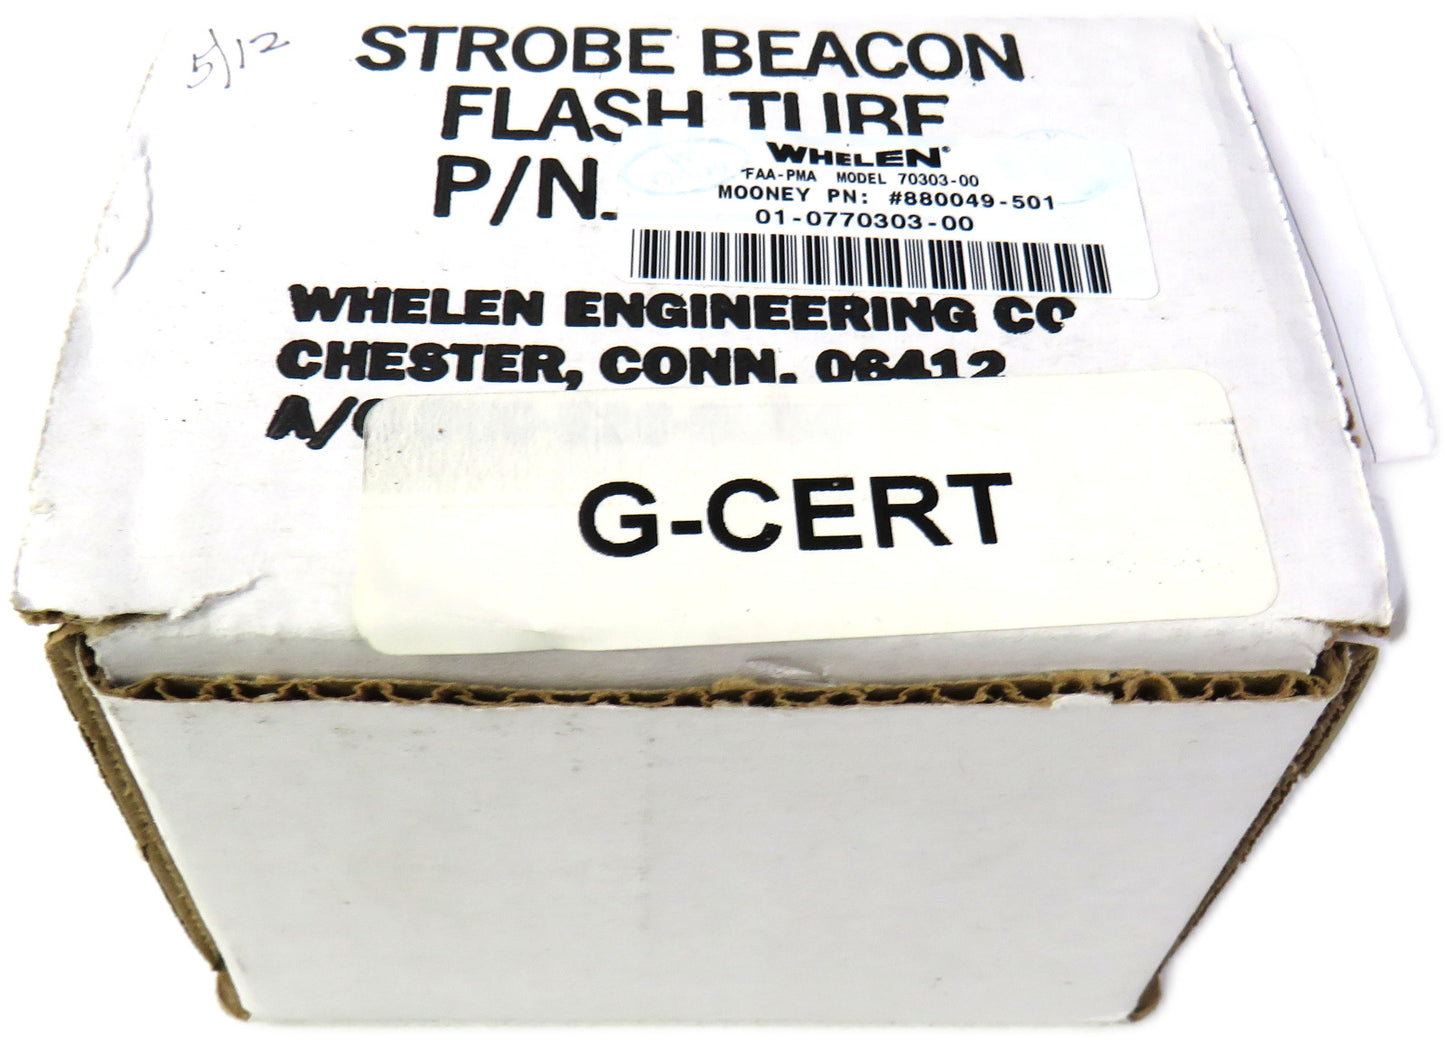 5/12
STROBE BEACON
FLASH TUBE
P/N.
WHELEN®
FAA-PMA MODEL 70303-00
MOONEY PN: #880049-501
01-0770303-00
WHELEN ENGINEERING CO
CHESTER, CONN. 06412
G-CERT